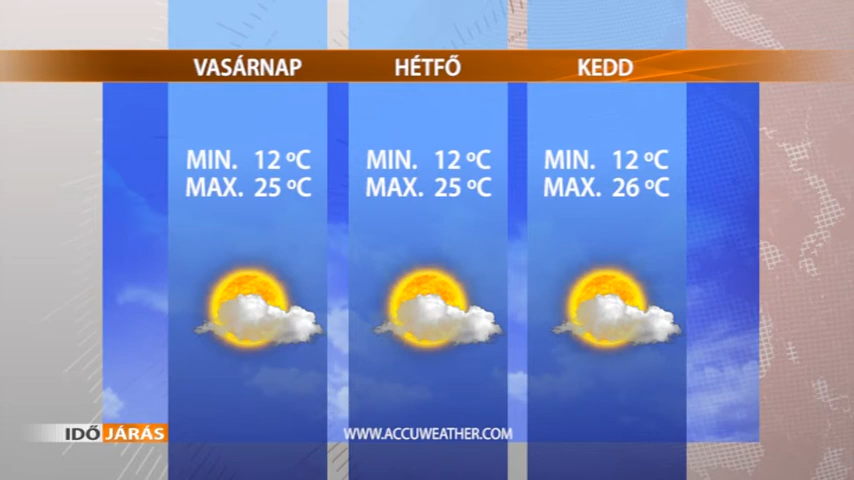 VASÁRNAP HÉTFŐ KEDD
MIN. 12 ºC MIN. 12 ºC MIN. 12 ºC
MAX. 25 ºC MAX. 25 ºC MAX. 26 ºC
IDŐJÁRÁS WWW.ACCUWEATHER.COM